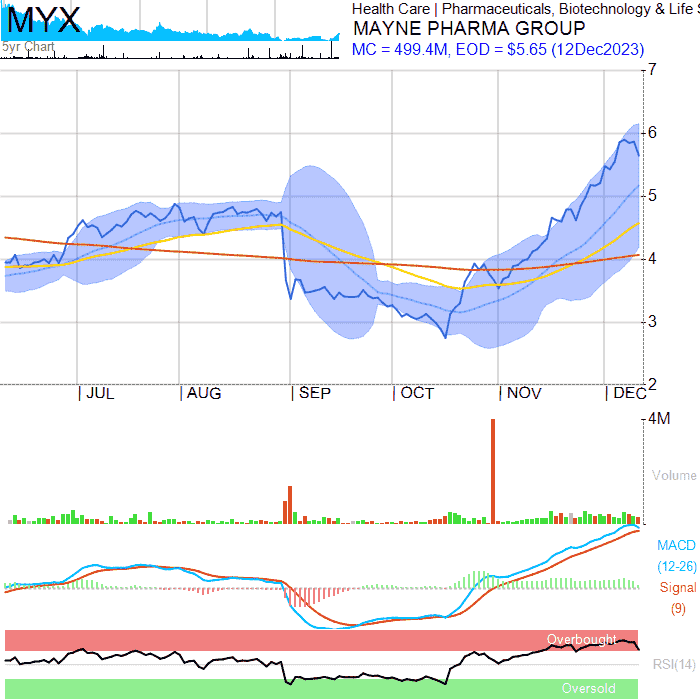 MYX
5yr Chart
Health Care | Pharmaceuticals, Biotechnology & Life S
MAYNE PHARMA GROUP
MC = 499.4M, EOD = $5.65 (12Dec2023)
7
6
5
4
3
2
| JUL | AUG | SEP | OCT | NOV | DEC
4M
Volume
MACD
(12-26)
Signal
(9)
Overbought
RSI(14)
Oversold